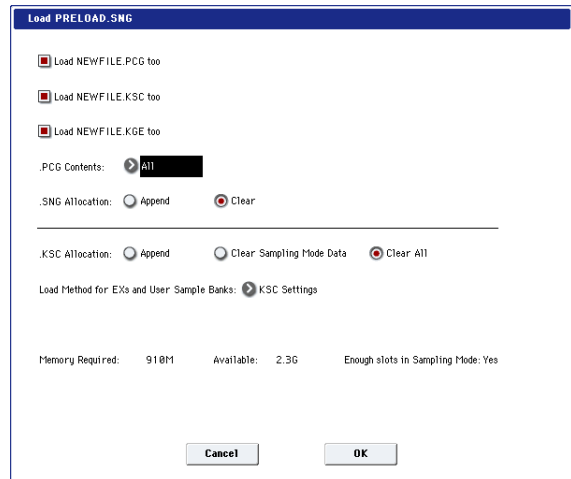 Load PRELOAD.SNG
Load NEWFILE.PCG too
Load NEWFILE.KSC too
Load NEWFILE.KGE too
.PCG Contents: All
.SNG Allocation: Append Clear
.KSC Allocation: Append Clear Sampling Mode Data Clear All
Load Method for EXs and User Sample Banks: KSC Settings
Memory Required: 910M Available: 2.3G Enough slots in Sampling Mode: Yes
Cancel OK